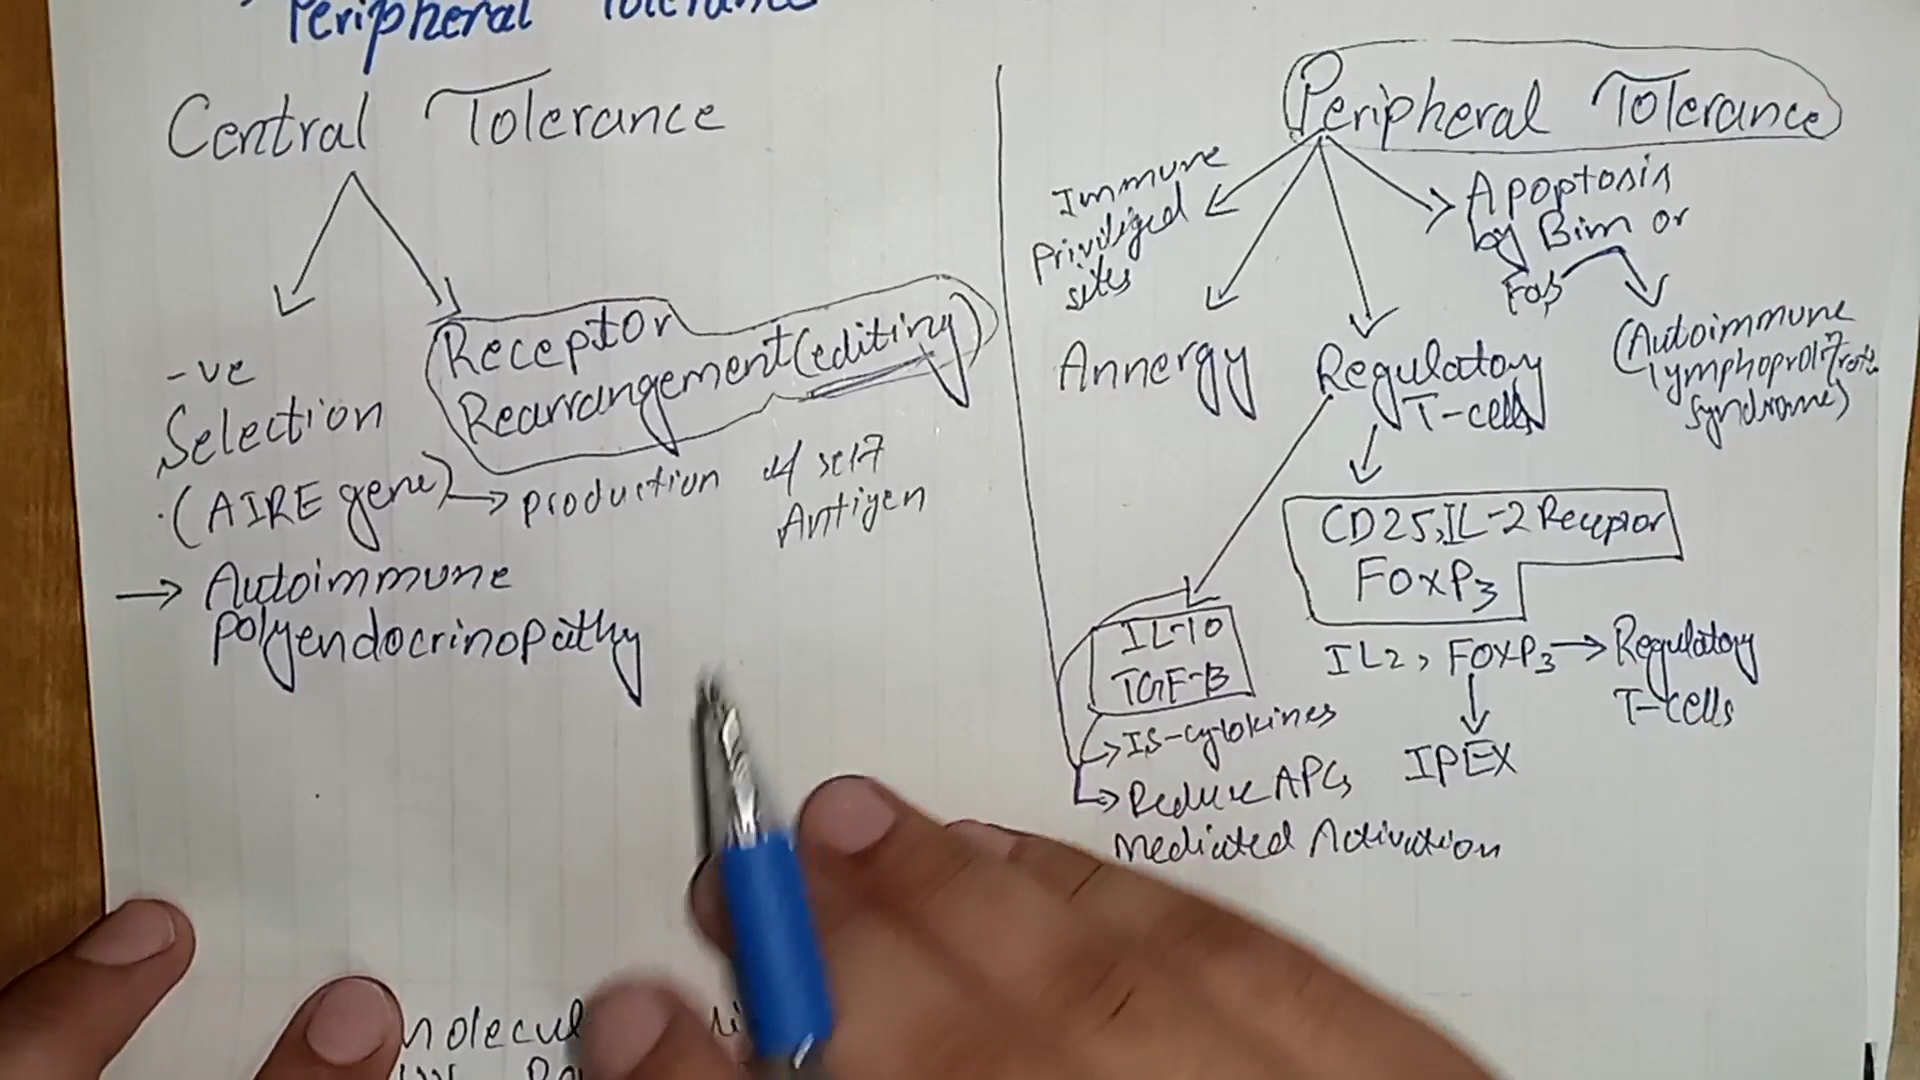 Peripheral Tolerance
Central Tolerance
-ve
Selection
(AIRE gene) → production of self
Antigen
→ Autoimmune
polyendocrinopathy
Receptor
Rearrangement (editing)
Peripheral Tolerance
Immune
Priviliged
sites
Annergy
Regulatory
T-cells
Apoptosis
by Bim or
Fas
(Autoimmune
lymphoproliferative
syndrome)
CD25, IL-2 Receptor
FOXP3
IL2, FOXP3 → Regulatory
T-cells
IPEX
IL-10
TGF-B
IS-cytokines
Reduce APCs
Mediated Activation